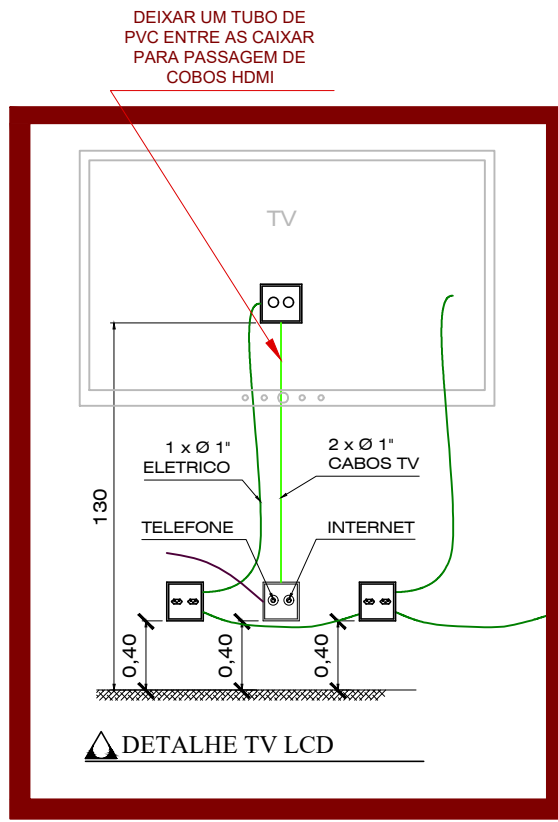 DEIXAR UM TUBO DE
PVC ENTRE AS CAIXAR
PARA PASSAGEM DE
COBOS HDMI
TV
1 x Ø 1"
ELETRICO
2 x Ø 1"
CABOS TV
130
TELEFONE
INTERNET
0,40
0,40
0,40
DETALHE TV LCD